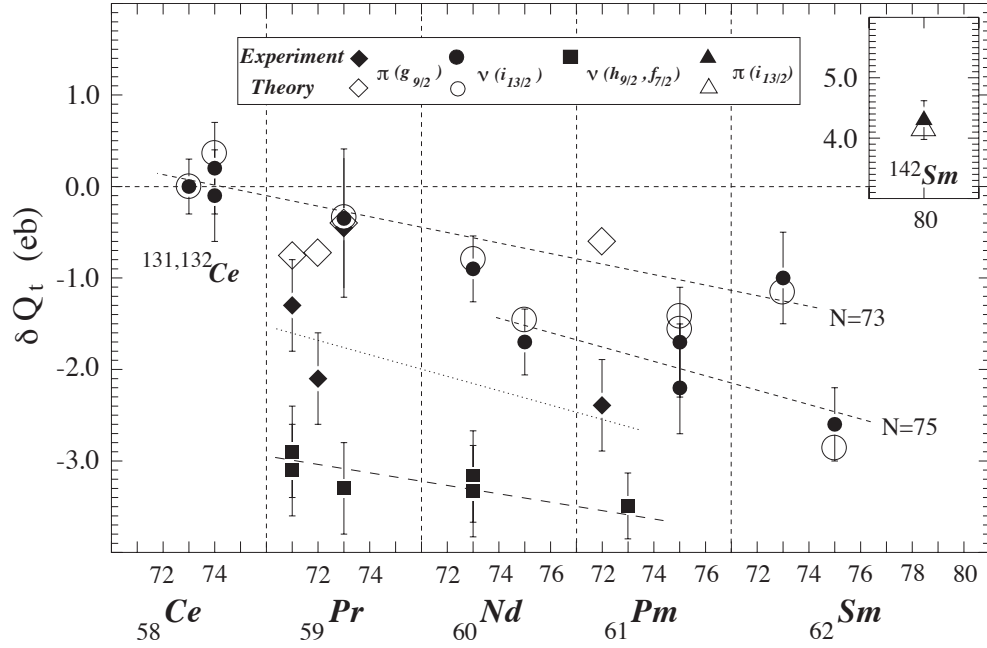 Experiment ◆ π (g 9/2) ● ν (i13/2) ■ ν (h9/2 , f7/2) ▲ π (i13/2)
Theory ◇ ○ △
5.0
4.0
142Sm
80
1.0
0.0
-1.0
-2.0
-3.0
δ Qt (eb)
131,132Ce
N=73
N=75
72 74 72 74 72 74 76 72 74 76 72 74 76 78 80
58Ce 59Pr 60Nd 61Pm 62Sm